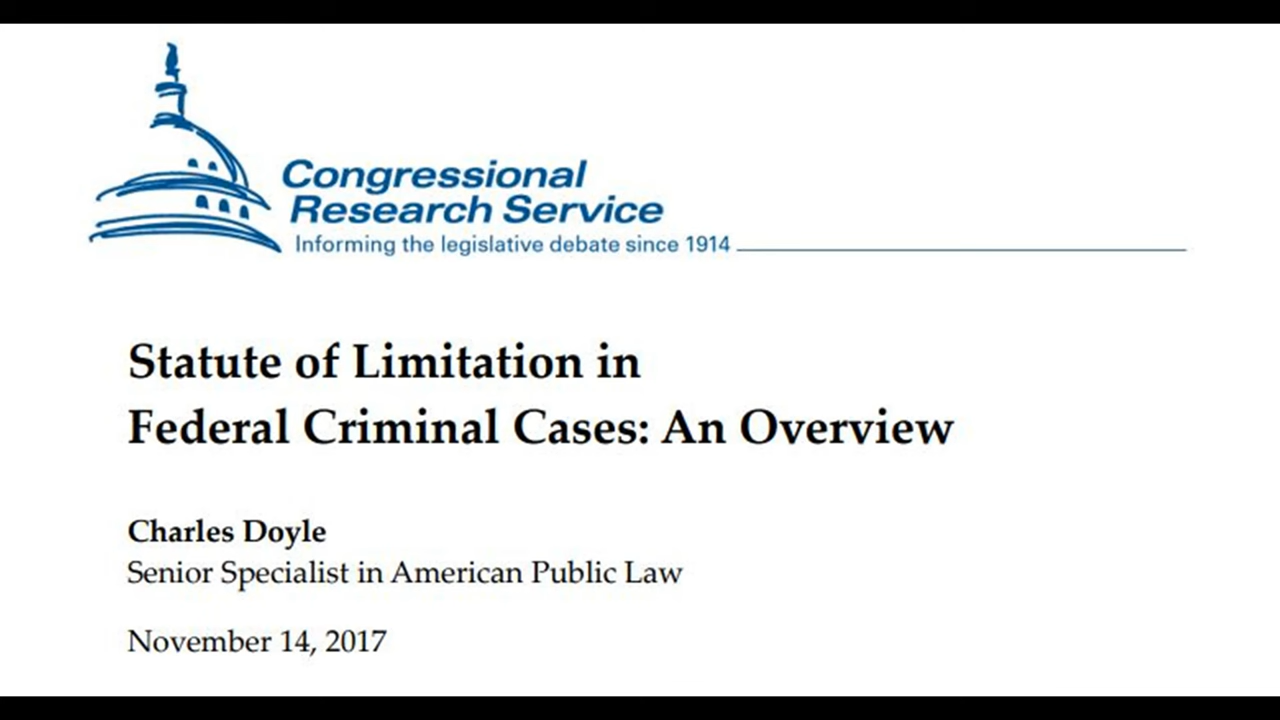 Congressional
Research Service
Informing the legislative debate since 1914
Statute of Limitation in
Federal Criminal Cases: An Overview
Charles Doyle
Senior Specialist in American Public Law
November 14, 2017